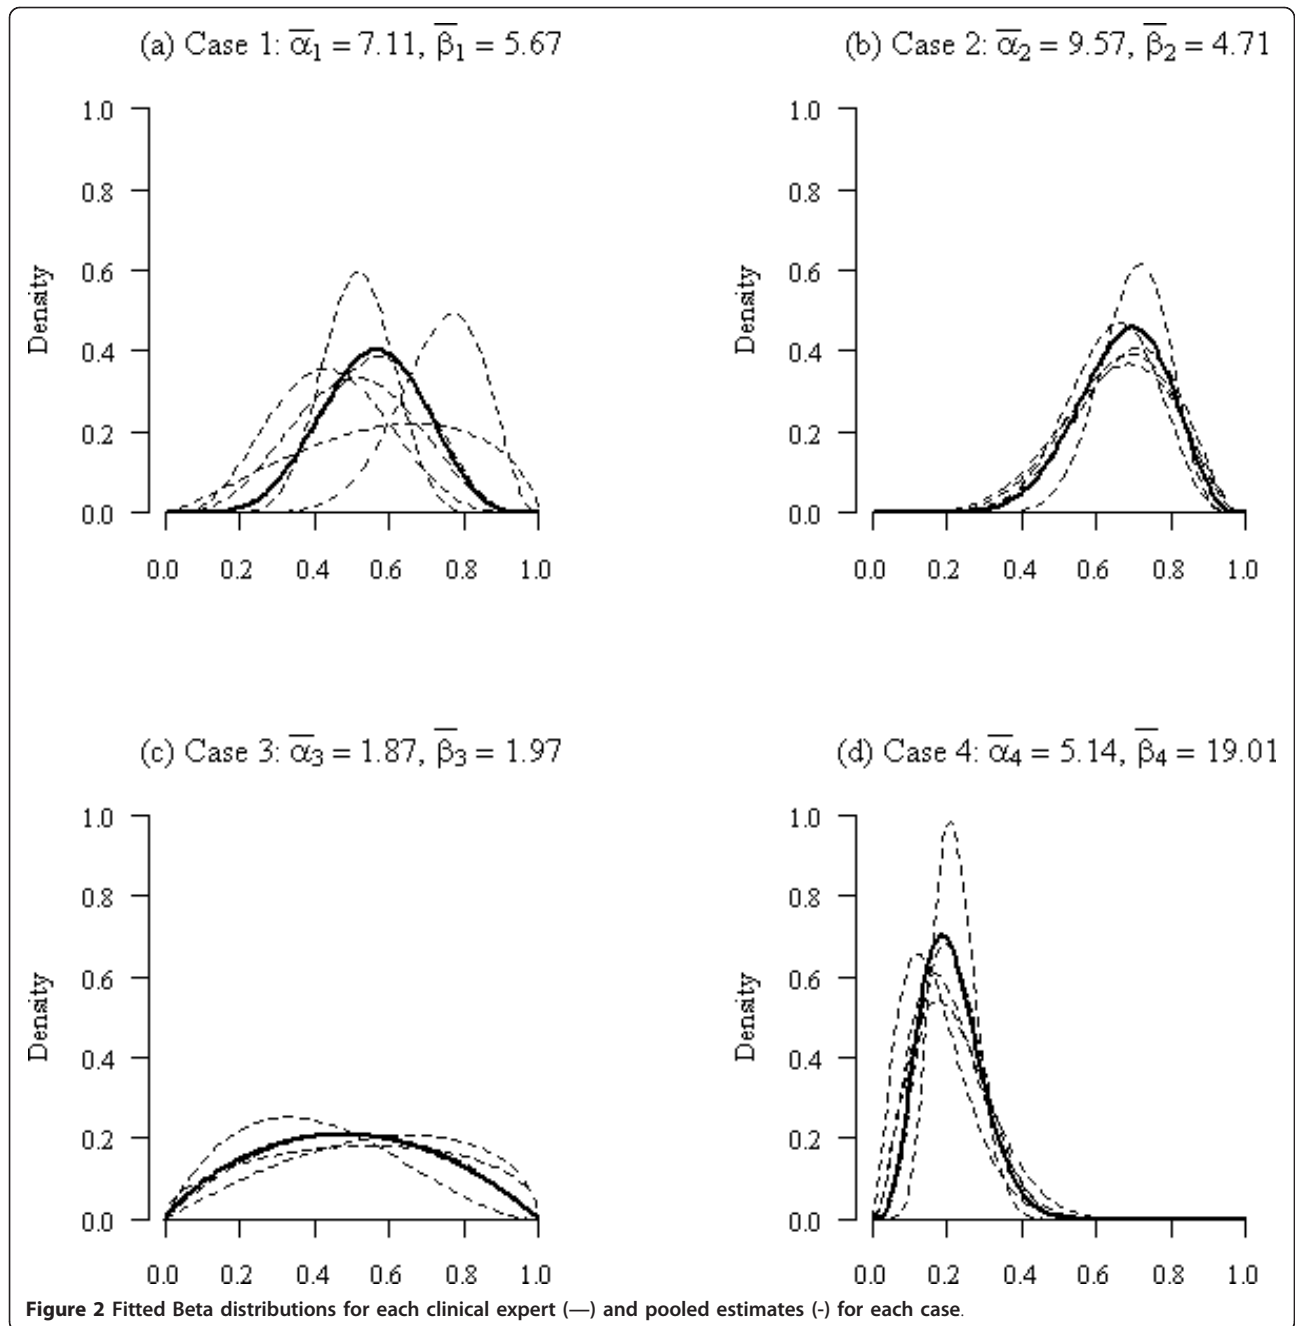 (a) Case 1: α̅₁ = 7.11, β̅₁ = 5.67
Density
1.0
0.8
0.6
0.4
0.2
0.0
0.0 0.2 0.4 0.6 0.8 1.0
(b) Case 2: α̅₂ = 9.57, β̅₂ = 4.71
Density
1.0
0.8
0.6
0.4
0.2
0.0
0.0 0.2 0.4 0.6 0.8 1.0
(c) Case 3: α̅₃ = 1.87, β̅₃ = 1.97
Density
1.0
0.8
0.6
0.4
0.2
0.0
0.0 0.2 0.4 0.6 0.8 1.0
(d) Case 4: α̅₄ = 5.14, β̅₄ = 19.01
Density
1.0
0.8
0.6
0.4
0.2
0.0
0.0 0.2 0.4 0.6 0.8 1.0
Figure 2 Fitted Beta distributions for each clinical expert (—) and pooled estimates (-) for each case.